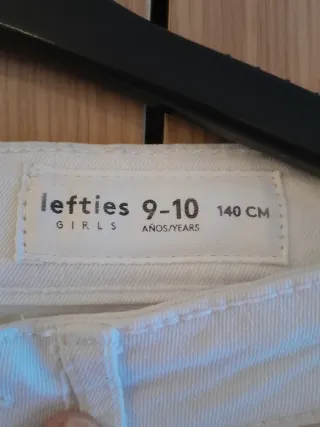 lefties 9-10 140 CM
GIRLS AÑOS/YEARS